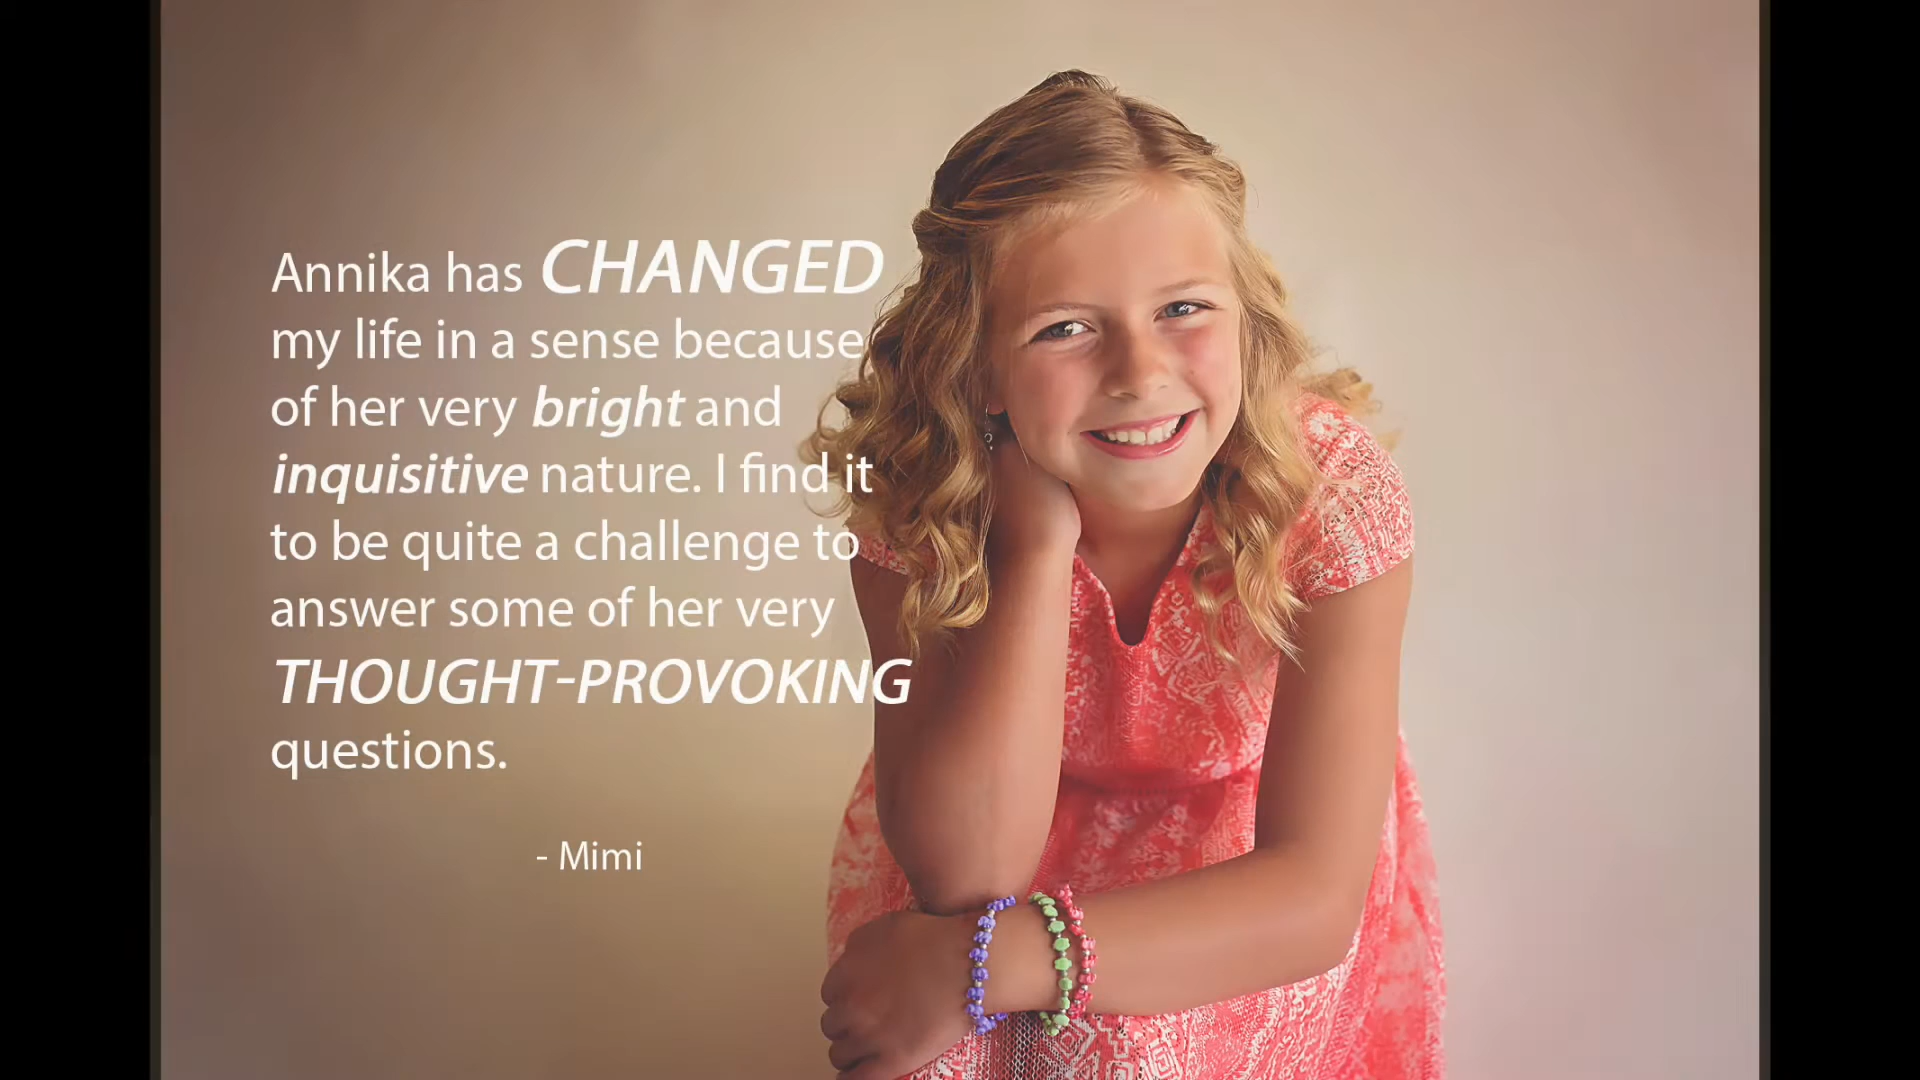 Annika has CHANGED
my life in a sense because
of her very bright and
inquisitive nature. I find it
to be quite a challenge to
answer some of her very
THOUGHT-PROVOKING
questions.
- Mimi